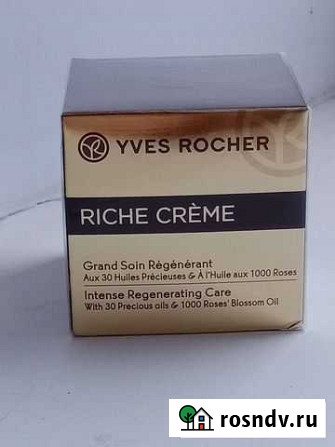 YVES ROCHER
RICHE CRÈME
Grand Soin Règénérant
Aux 30 Huiles Précieuses & À l'Huile aux 1000 Roses
Intense Regenerating Care
With 30 Precious oils & 1000 Roses' Blossom Oil
rosndv.ru